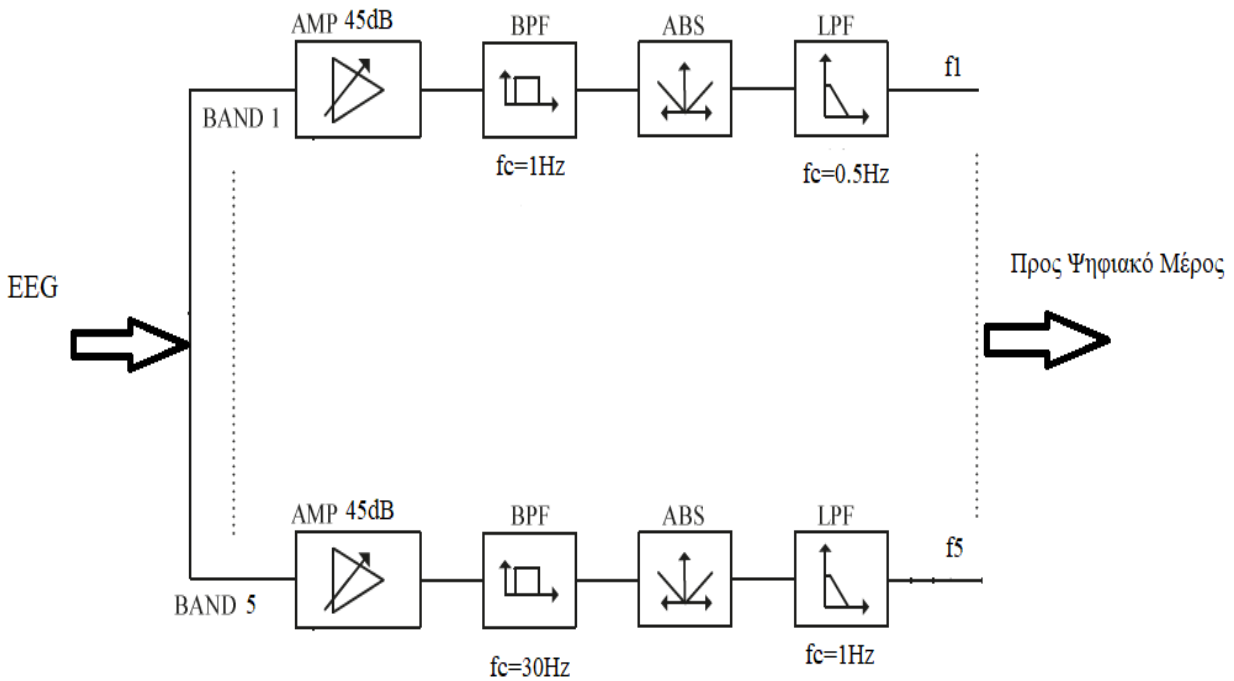 AMP 45dB
BPF
ABS
LPF
f1
BAND 1
fc=1Hz
fc=0.5Hz
EEG
Προς Ψηφιακό Μέρος
AMP 45dB
BPF
ABS
LPF
f5
BAND 5
fc=30Hz
fc=1Hz